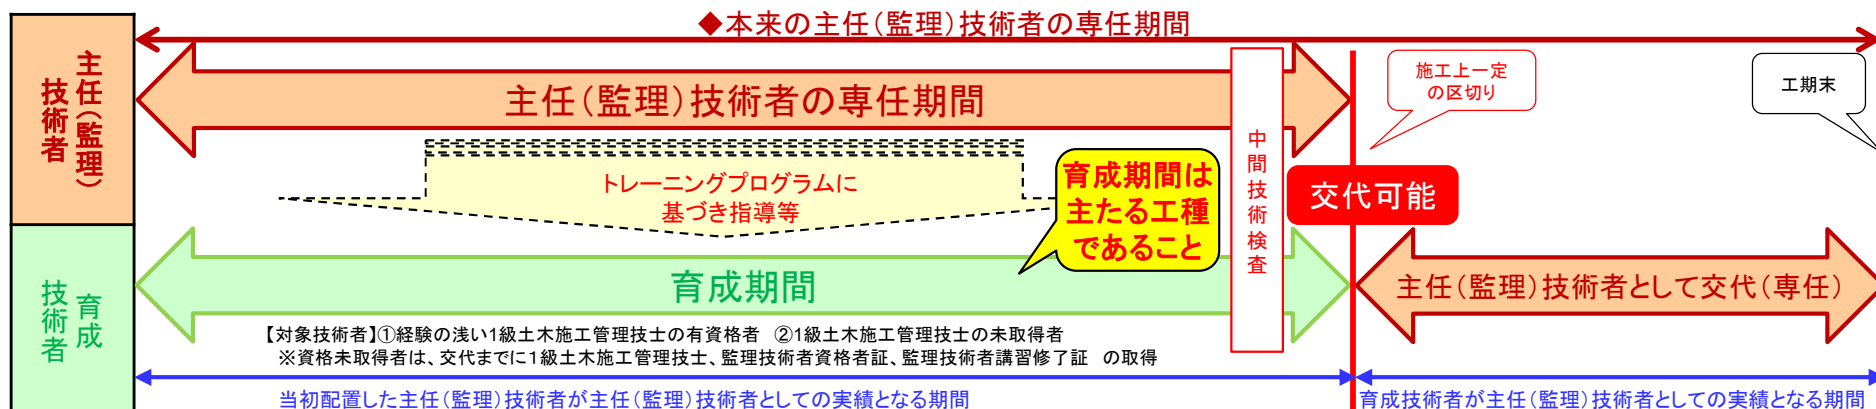 ◆本来の主任（監理）技術者の専任期間
主任（監理）
技術者
主任（監理）技術者の専任期間
中間技術検査
施工上一定
の区切り
工期末
トレーニングプログラムに
基づき指導等
育成期間は
主たる工種
であること
交代可能
育成
技術者
育成期間
主任（監理）技術者として交代（専任）
【対象技術者】①経験の浅い1級土木施工管理技士の有資格者　②1級土木施工管理技士の未取得者
※資格未取得者は、交代までに1級土木施工管理技士、監理技術者資格者証、監理技術者講習修了証　の取得
当初配置した主任（監理）技術者が主任（監理）技術者としての実績となる期間
育成技術者が主任（監理）技術者としての実績となる期間